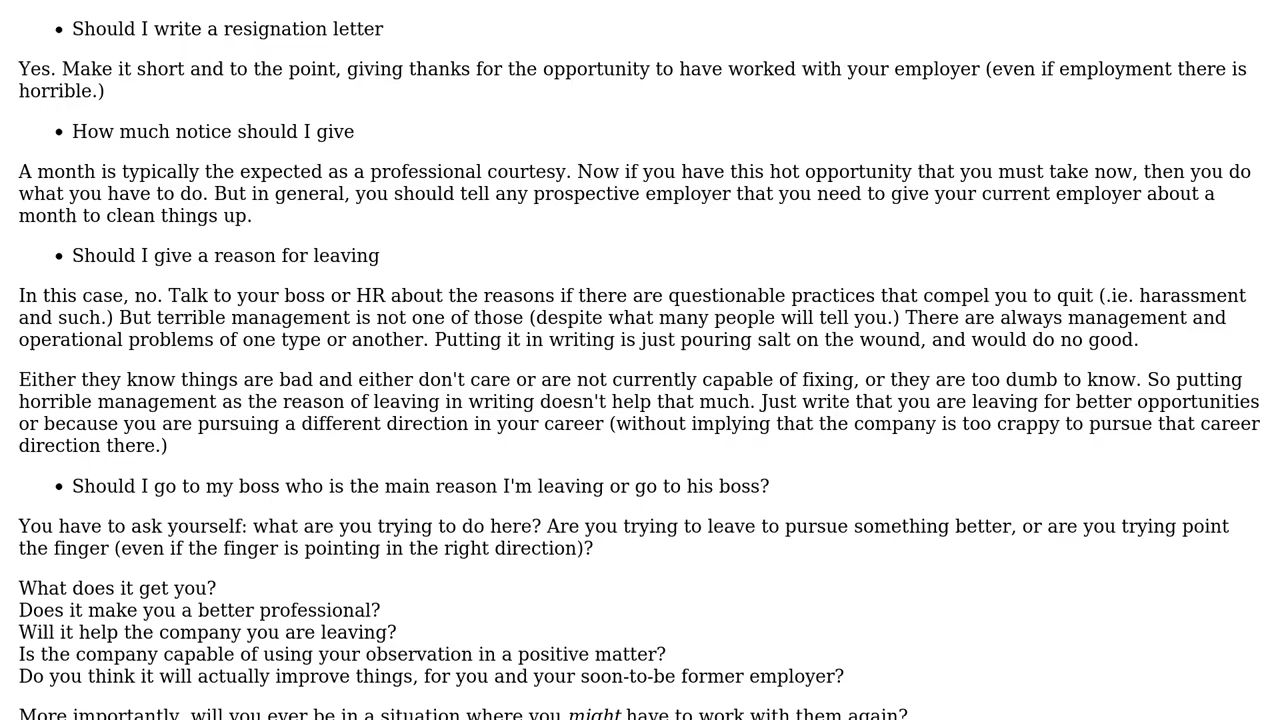 • Should I write a resignation letter
Yes. Make it short and to the point, giving thanks for the opportunity to have worked with your employer (even if employment there is
horrible.)
• How much notice should I give
A month is typically the expected as a professional courtesy. Now if you have this hot opportunity that you must take now, then you do
what you have to do. But in general, you should tell any prospective employer that you need to give your current employer about a
month to clean things up.
• Should I give a reason for leaving
In this case, no. Talk to your boss or HR about the reasons if there are questionable practices that compel you to quit (.ie. harassment
and such.) But terrible management is not one of those (despite what many people will tell you.) There are always management and
operational problems of one type or another. Putting it in writing is just pouring salt on the wound, and would do no good.
Either they know things are bad and either don't care or are not currently capable of fixing, or they are too dumb to know. So putting
horrible management as the reason of leaving in writing doesn't help that much. Just write that you are leaving for better opportunities
or because you are pursuing a different direction in your career (without implying that the company is too crappy to pursue that career
direction there.)
• Should I go to my boss who is the main reason I'm leaving or go to his boss?
You have to ask yourself: what are you trying to do here? Are you trying to leave to pursue something better, or are you trying point
the finger (even if the finger is pointing in the right direction)?
What does it get you?
Does it make you a better professional?
Will it help the company you are leaving?
Is the company capable of using your observation in a positive matter?
Do you think it will actually improve things, for you and your soon-to-be former employer?
More importantly, will you ever be in a situation where you might have to work with them again?